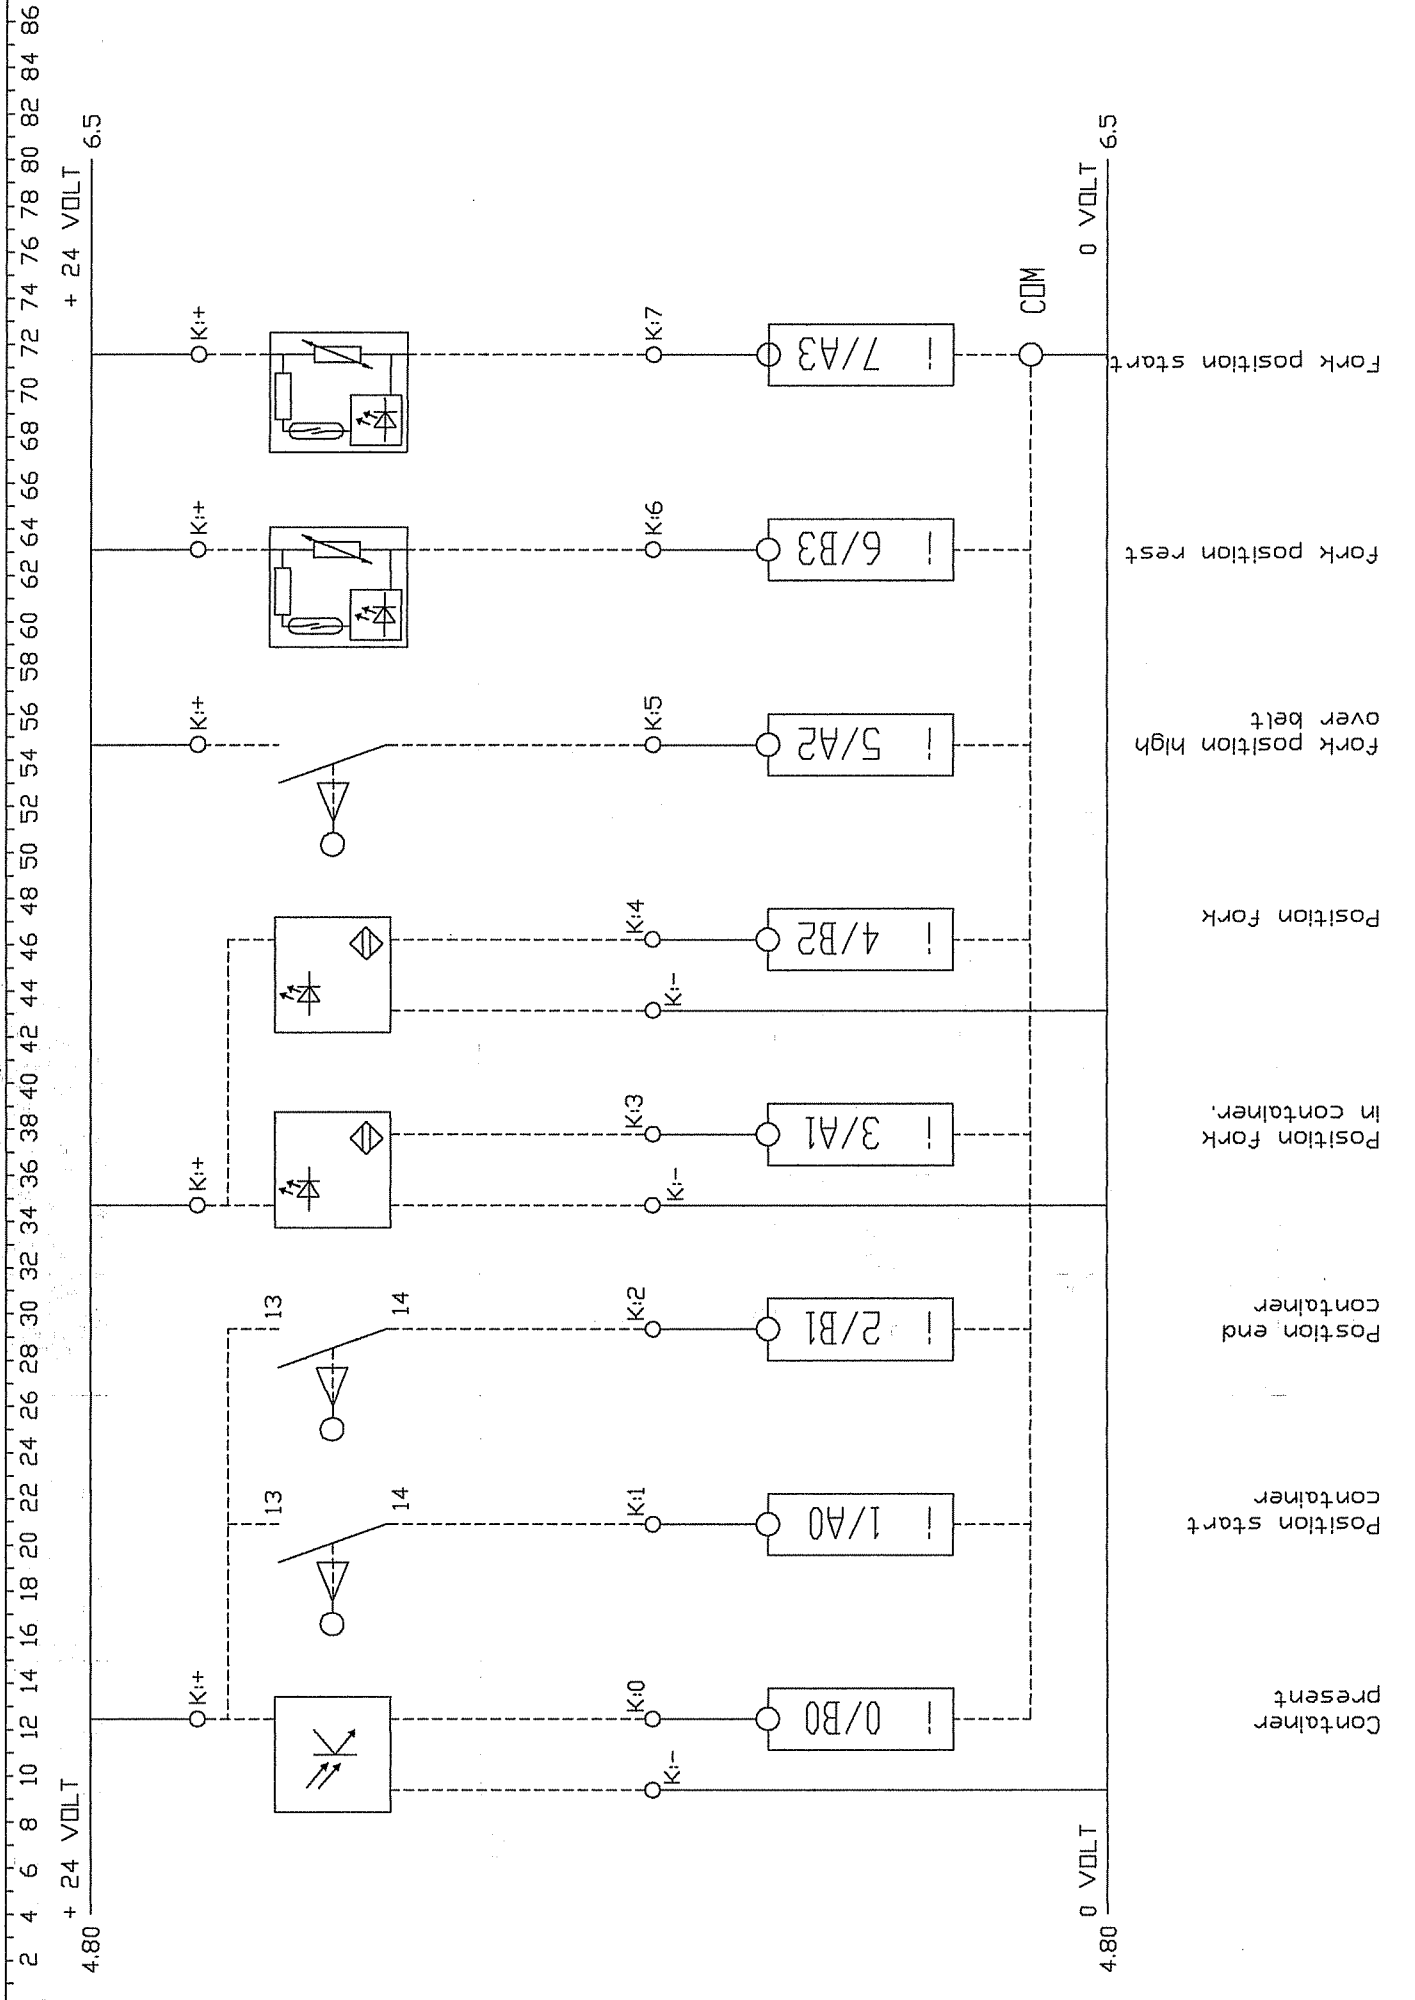 2 4 6 8 10 12 14 16 18 20 22 24 26 28 30 32 34 36 38 40 42 44 46 48 50 52 54 56 58 60 62 64 66 68 70 72 74 76 78 80 82 84 86
+ 24 VOLT
+ 24 VOLT
4.80
6.5
K:+
K:+
K:+
K:+
K:+
13
13
14
14
K:-
K:0
K:1
K:2
K:-
K:3
K:-
K:4
K:5
K:6
K:7
0/B0
i
1/A0
i
2/B1
i
3/A1
i
4/B2
i
5/A2
i
6/B3
i
7/A3
i
COM
0 VOLT
0 VOLT
4.80
6.5
Container
present
Position start
container
Position end
container
Position fork
in container.
Position fork
fork position high
over belt
fork position rest
Fork position start